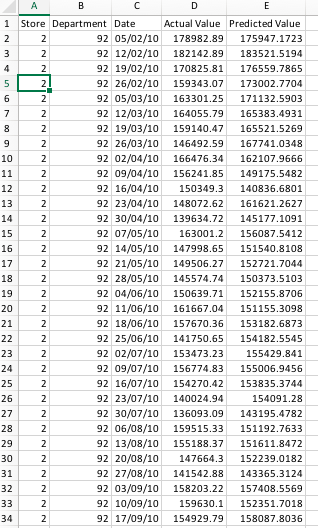 A B C D E
1 Store Department Date Actual Value Predicted Value
2 2 92 05/02/10 178982.89 175947.1723
3 2 92 12/02/10 182142.89 183521.5194
4 2 92 19/02/10 170825.81 176559.7865
5 2 92 26/02/10 159343.07 173002.7704
6 2 92 05/03/10 163301.25 171132.5903
7 2 92 12/03/10 164055.79 165383.4931
8 2 92 19/03/10 159140.47 165521.5269
9 2 92 26/03/10 146492.59 167741.0348
10 2 92 02/04/10 166476.34 162107.9666
11 2 92 09/04/10 156241.85 149175.5482
12 2 92 16/04/10 150349.3 140836.6801
13 2 92 23/04/10 148072.62 161621.2627
14 2 92 30/04/10 139634.72 145177.1091
15 2 92 07/05/10 163001.2 156087.5412
16 2 92 14/05/10 147998.65 151540.8108
17 2 92 21/05/10 149506.27 152721.7044
18 2 92 28/05/10 145574.74 150373.5103
19 2 92 04/06/10 150639.71 152155.8706
20 2 92 11/06/10 161667.04 151155.3098
21 2 92 18/06/10 157670.36 153182.6873
22 2 92 25/06/10 141750.65 154182.5545
23 2 92 02/07/10 153473.23 155429.841
24 2 92 09/07/10 156774.83 155006.9456
25 2 92 16/07/10 154270.42 153835.3744
26 2 92 23/07/10 140024.94 154091.28
27 2 92 30/07/10 136093.09 143195.4782
28 2 92 06/08/10 159515.33 151192.7633
29 2 92 13/08/10 155188.37 151611.8472
30 2 92 20/08/10 147664.3 152239.0182
31 2 92 27/08/10 141542.88 143365.3124
32 2 92 03/09/10 158203.22 157408.5569
33 2 92 10/09/10 159630.1 152351.7018
34 2 92 17/09/10 154929.79 158087.8036